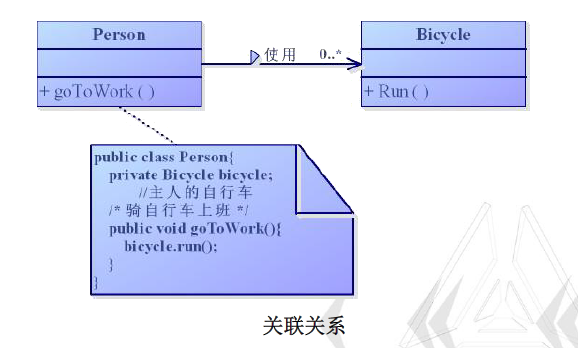 Person
+ goToWork ( )
使用 0..*
Bicycle
+ Run ( )
public class Person{
private Bicycle bicycle;
//主人的自行车
/* 骑自行车上班 */
public void goToWork(){
bicycle.run();
}
}
关联关系